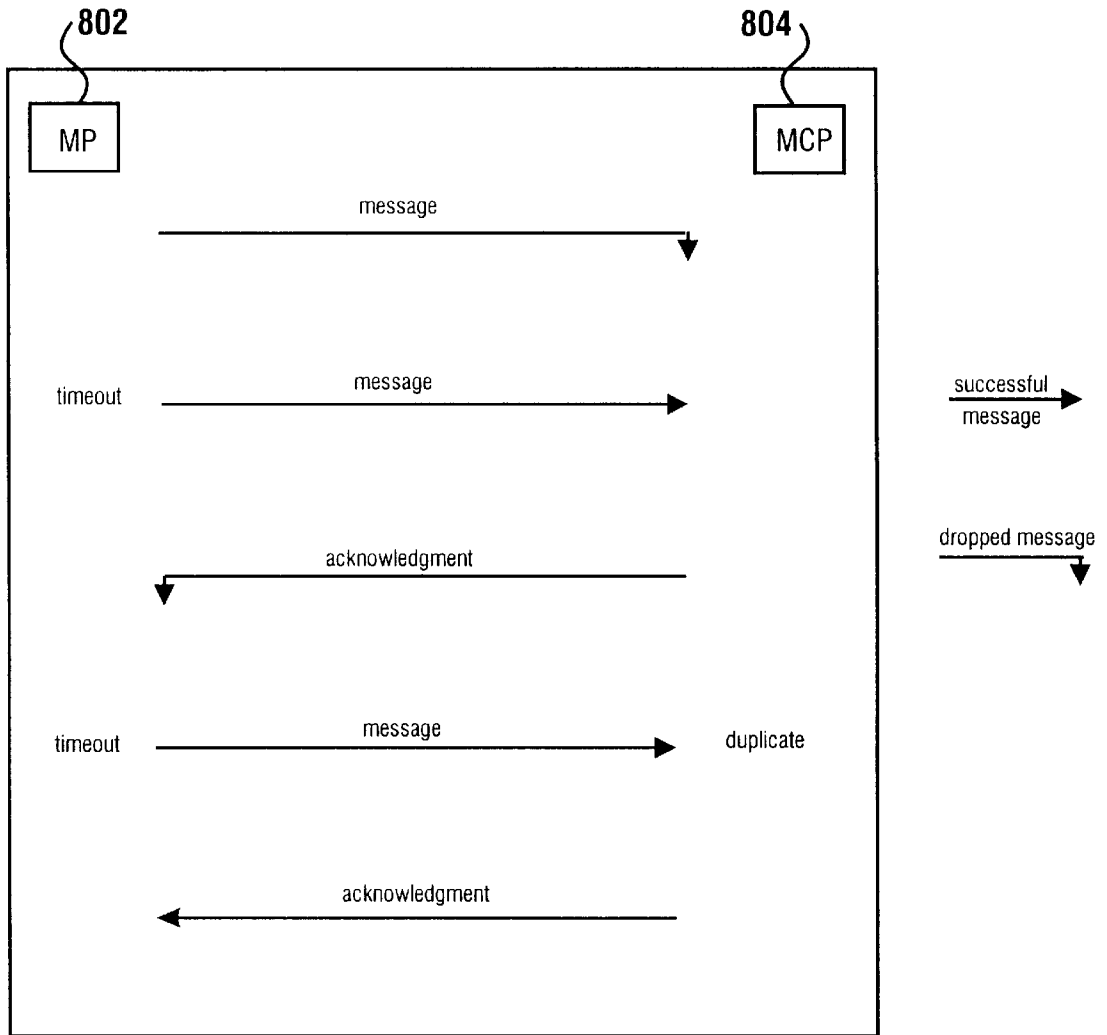 802
804
MP
MCP
message
timeout
message
successful
message
acknowledgment
dropped message
timeout
message
duplicate
acknowledgment